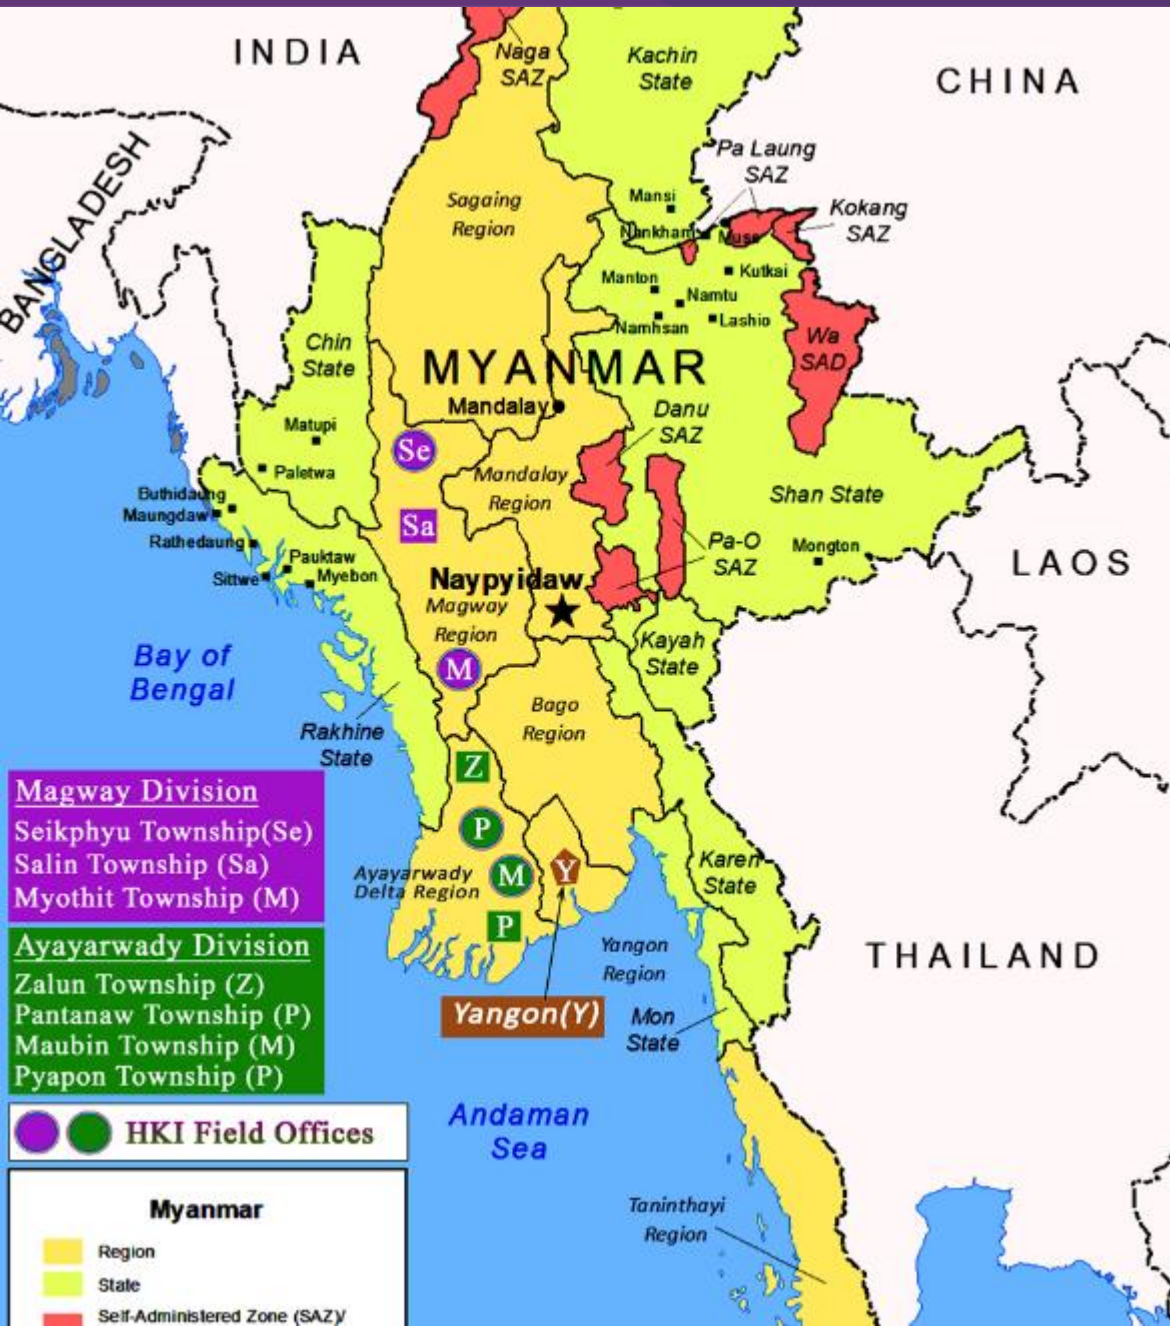 INDIA
Naga
SAZ
Kachin
State
CHINA
BANGLADESH
Pa Laung
SAZ
Kokang
SAZ
Sagaing
Region
Mansi
Nankham
Muse
Manton
Kutkai
Namtu
Namhsan
Lashio
Wa
SAD
Chin
State
MYANMAR
Mandalay
Danu
SAZ
Matupi
Se
Paletwa
Mandalay
Region
Shan State
Buthidaung
Maungdaw
Sa
Rathedaung
Pa-O
SAZ
Mongton
LAOS
Pauktaw
Sittwe
Myebon
Naypyidaw
Magway
Region
Kayah
State
Bay of
Bengal
M
Bago
Region
Rakhine
State
Z
Magway Division
Seikphyu Township(Se)
Salin Township (Sa)
Myothit Township (M)
P
Ayayarwady
Delta Region
M
Y
Karen
State
P
Ayayarwady Division
Zalun Township (Z)
Pantanaw Township (P)
Maubin Township (M)
Pyapon Township (P)
Yangon
Region
THAILAND
Yangon(Y)
Mon
State
HKI Field Offices
Andaman
Sea
Taninthayi
Region
Myanmar
Region
State
Self-Administered Zone (SAZ)/